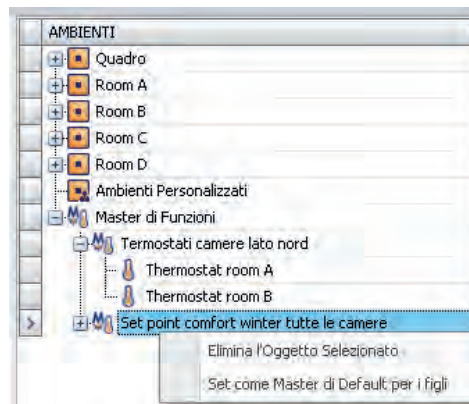 AMBIENTI
Quadro
Room A
Room B
Room C
Room D
Ambienti Personalizzati
Master di Funzioni
Termostati camere lato nord
Thermostat room A
Thermostat room B
Set point comfort winter tutte le camere
Elimina l'Oggetto Selezionato
Set come Master di Default per i figli